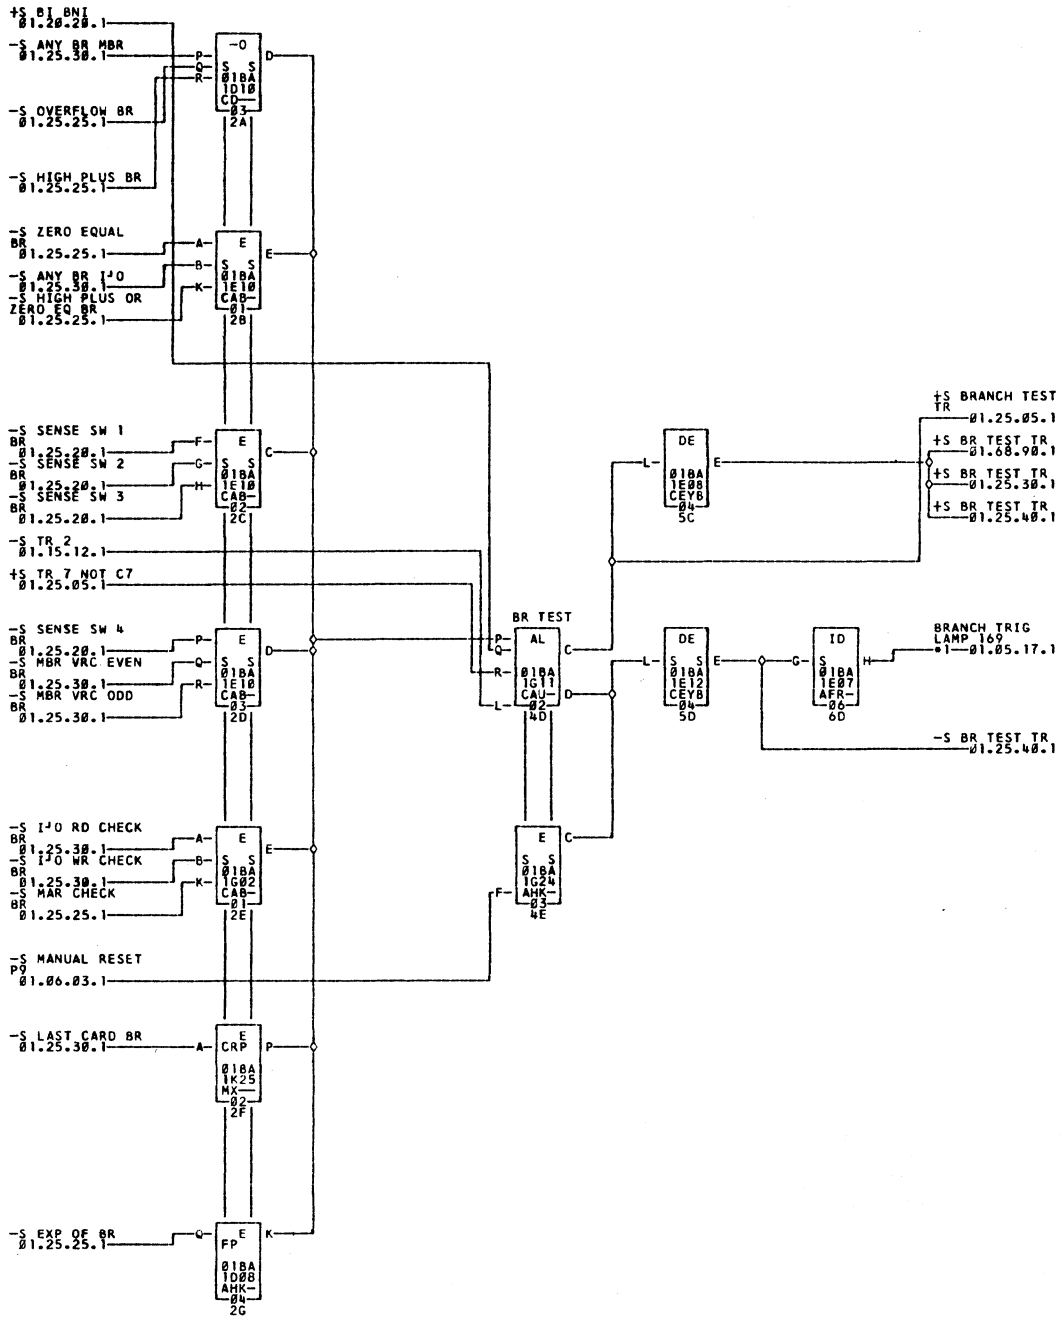 +S BI BNI
01.20.20.1
-S ANY BR MBR
01.25.30.1
-S OVERFLOW BR
01.25.25.1
-S HIGH PLUS BR
01.25.25.1
-S ZERO EQUAL
BR
01.25.25.1
-S ANY BR I/O
01.25.30.1
-S HIGH PLUS OR
ZERO EQ BR
01.25.25.1
-S SENSE SW 1
BR
01.25.20.1
-S SENSE SW 2
BR
01.25.20.1
-S SENSE SW 3
BR
01.25.20.1
-S TR 2
01.15.12.1
+S TR 7 NOT C7
01.25.05.1
-S SENSE SW 4
BR
01.25.20.1
-S MBR VRC EVEN
BR
01.25.30.1
-S MBR VRC ODD
BR
01.25.30.1
-S I/O RD CHECK
BR
01.25.30.1
-S I/O WR CHECK
BR
01.25.30.1
-S MAR CHECK
BR
01.25.25.1
-S MANUAL RESET
P9
01.06.03.1
-S LAST CARD BR
01.25.30.1
-S EXP OF BR
01.25.25.1
P
Q
R
-O
D
S S
01BA
1D10
CD--
03
2A
A
B
K
E
E
S S
01BA
1E10
CAB-
01
2B
F
G
H
E
C
S S
01BA
1E10
CAB-
02
2C
P
Q
R
E
D
S S
01BA
1E10
CAB-
03
2D
A
B
K
E
E
S S
01BA
1G02
CAB-
01
2E
A
E
CRP
P
01BA
1K25
MX--
02
2F
Q
E
K
FP
01BA
1D08
AHK-
04
2G
BR TEST
P
Q
R
L
AL
C
D
01BA
1G11
CAU-
02
4D
F
E
C
S S
01BA
1G24
AHK-
03
4E
L
DE
E
01BA
1E08
CEYB
04
5C
L
DE
S S
E
01BA
1E12
CEYB
04
5D
G
ID
S
H
01BA
1E07
AFR-
06
6D
+S BRANCH TEST
TR
01.25.05.1
+S BR TEST TR
01.68.90.1
+S BR TEST TR
01.25.30.1
+S BR TEST TR
01.25.40.1
BRANCH TRIG
LAMP 169
*1 01.05.17.1
-S BR TEST TR
01.25.40.1